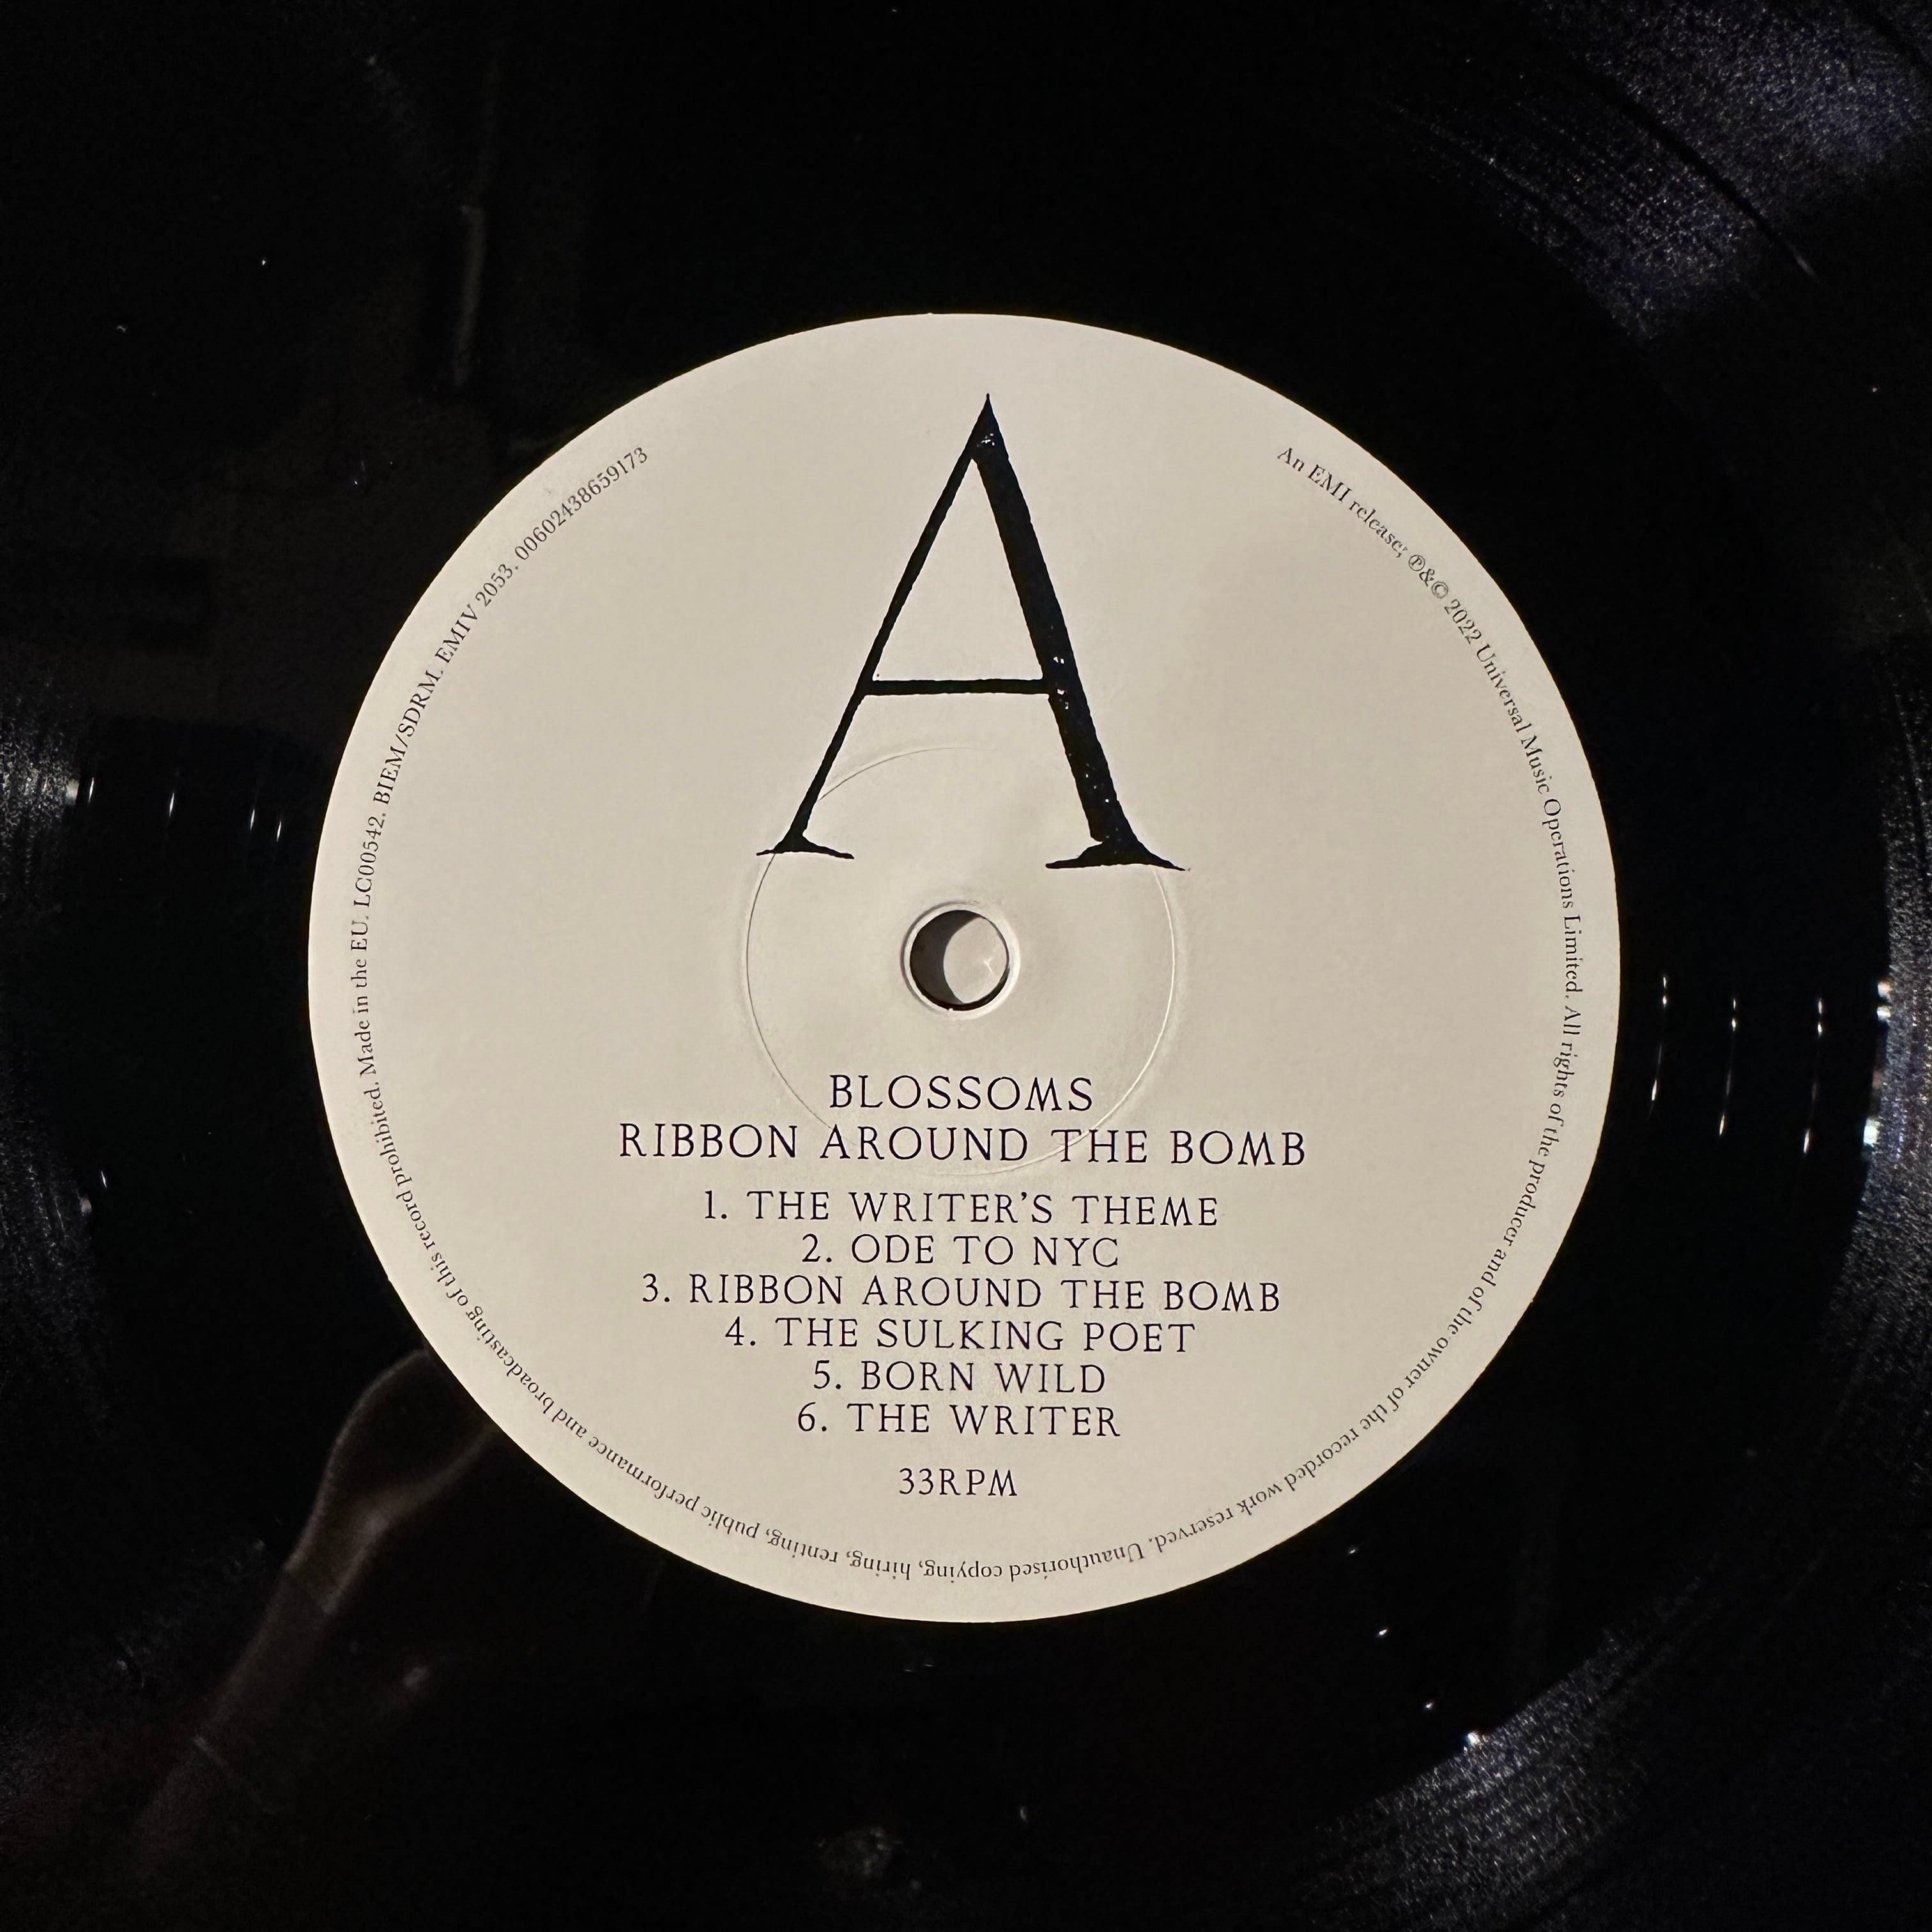 A
BLOSSOMS
RIBBON AROUND THE BOMB
1. THE WRITER'S THEME
2. ODE TO NYC
3. RIBBON AROUND THE BOMB
4. THE SULKING POET
5. BORN WILD
6. THE WRITER
33RPM
An EMI release; ℗&© 2022 Universal Music Operations Limited. All rights of the producer and of the owner of the recorded work reserved. Unauthorised copying, hiring, renting, public performance and broadcasting of this record prohibited. Made in the EU. LC00542. BIEM/SDRM. EMIV 2053. 00602438659173